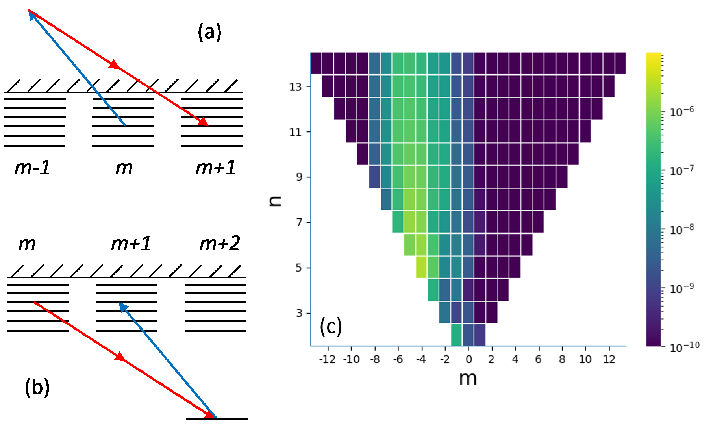 (a)
m-1 m m+1
m m+1 m+2
(b)
n
13
11
9
7
5
3
(c)
-12 -10 -8 -6 -4 -2 0 2 4 6 8 10 12
m
10⁻⁶
10⁻⁷
10⁻⁸
10⁻⁹
10⁻¹⁰